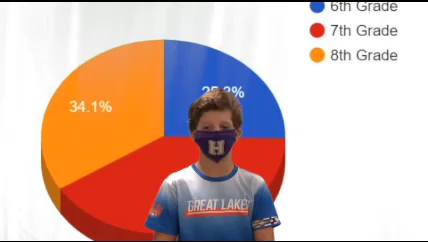 6th Grade
7th Grade
8th Grade
34.1%
H
GREAT LAKES